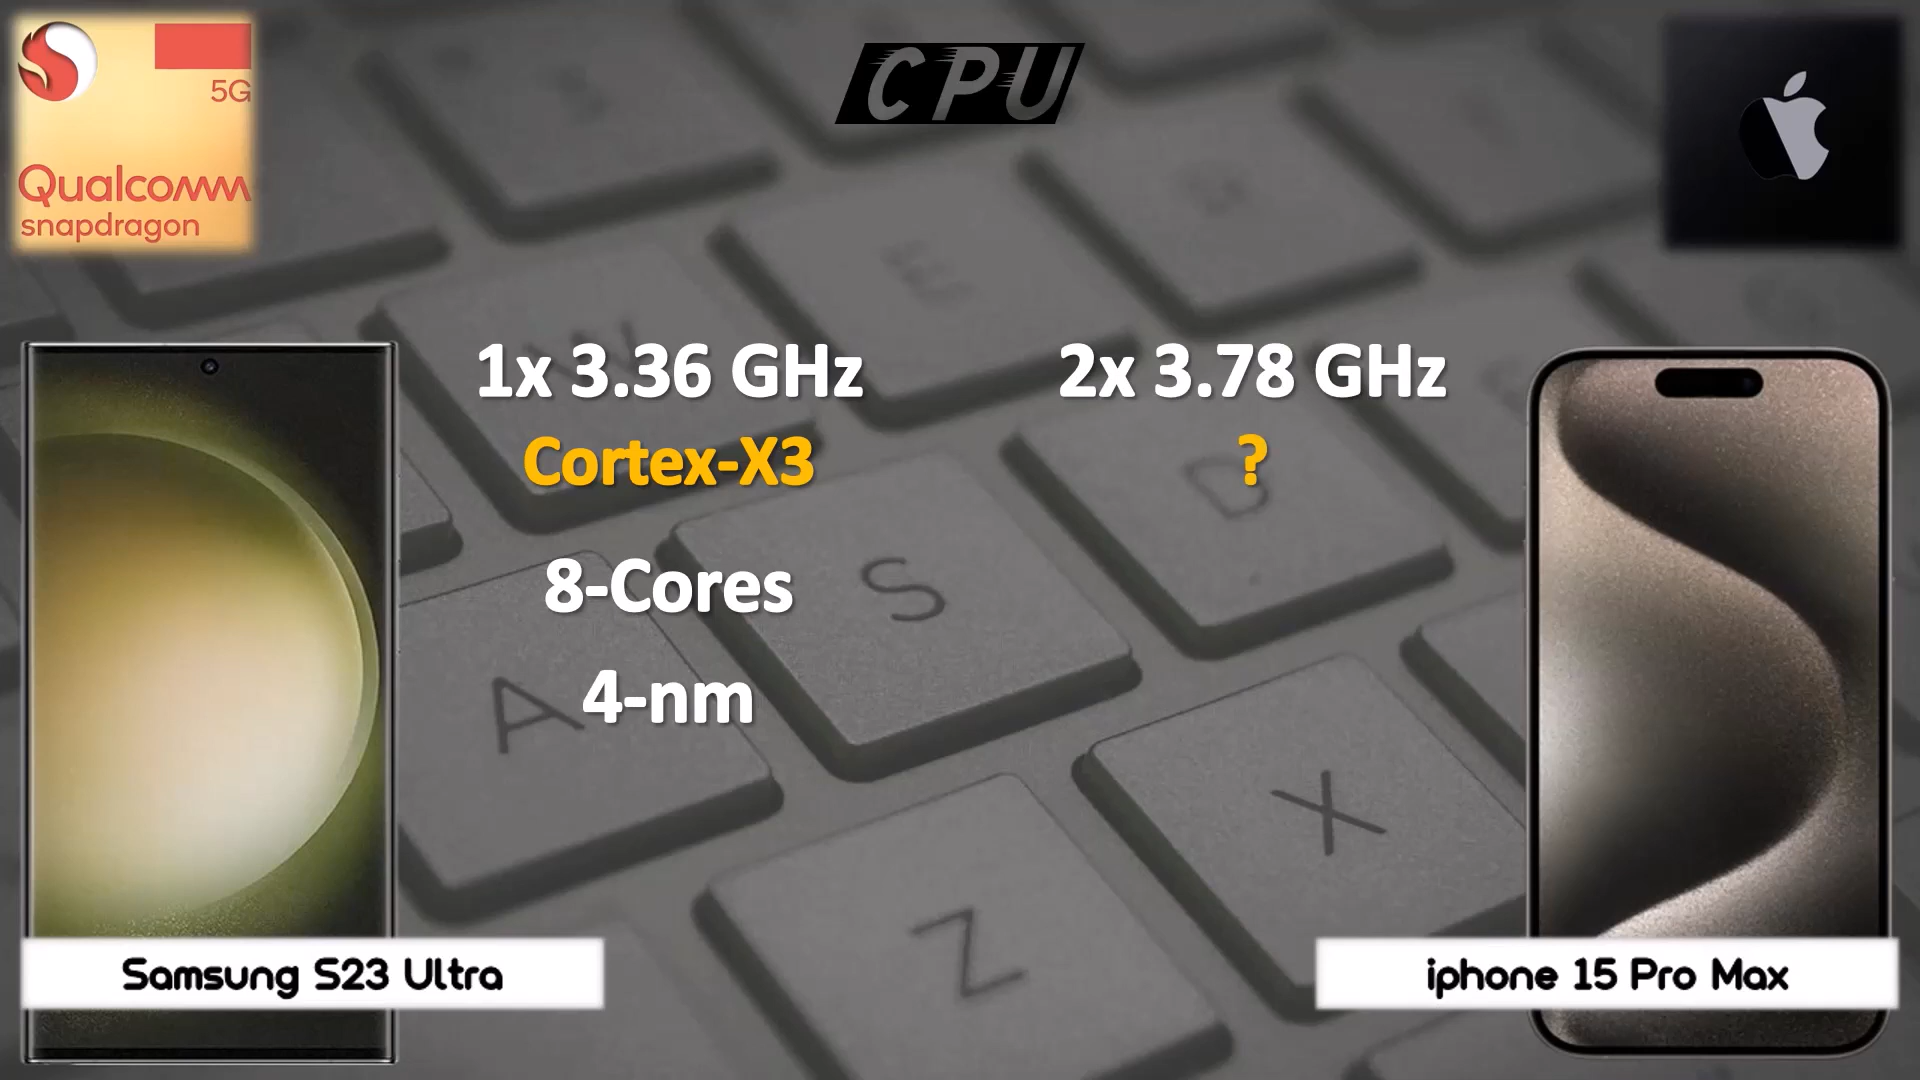 CPU
5G
Qualcomm
snapdragon
1x 3.36 GHz
Cortex-X3
8-Cores
4-nm
2x 3.78 GHz
?
W
E
A
S
D
Z
X
Samsung S23 Ultra
iphone 15 Pro Max